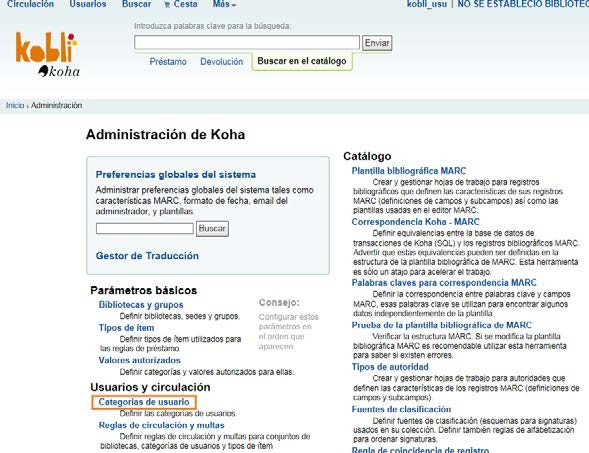 Circulación Usuarios Buscar Cesta Más
kobli_usu | NO SE ESTABLECIÓ BIBLIOTEC
Introduzca palabras clave para la búsqueda:
Enviar
Préstamo Devolución Buscar en el catálogo
kobli
koha
Inicio › Administración
Administración de Koha
Preferencias globales del sistema
Administrar preferencias globales del sistema tales como
características MARC, formato de fecha, email del
administrador, y plantillas.
Buscar
Gestor de Traducción
Parámetros básicos
Bibliotecas y grupos
Definir bibliotecas, sedes y grupos.
Tipos de ítem
Definir tipos de ítem utilizados para
las reglas de préstamo.
Valores autorizados
Definir categorías y valores autorizados para ellas.
Consejo:
Configurar estos
parámetros en
el orden que
aparecen.
Usuarios y circulación
Categorías de usuario
Definir las categorías de usuarios.
Reglas de circulación y multas
Definir reglas de circulación y multas para conjuntos de
bibliotecas, categorías de usuarios y tipos de ítem
Catálogo
Plantilla bibliográfica MARC
Crear y gestionar hojas de trabajo para registros
bibliográficos que definen las características de sus registros
MARC (definiciones de campos y subcampos) así como las
plantillas usadas en el editor MARC.
Correspondencia Koha - MARC
Definir equivalencias entre la base de datos de
transacciones de Koha (SQL) y los registros bibliográficos MARC.
Advertir que estas equivalencias pueden ser definidas en la
estructura de la plantilla bibliográfica de MARC. Esta herramienta
es sólo un atajo para acelerar el trabajo.
Palabras claves para correspondencia MARC
Definir la correspondencia entre palabras clave y campos
MARC, esas palabras clave se utilizan para encontrar algunos
datos independientemente de la plantilla.
Prueba de la plantilla bibliográfica de MARC
Verificar la estructura MARC. Si se modifica la plantilla
bibliográfica MARC es recomendable utilizar esta herramienta
para saber si existen errores.
Tipos de autoridad
Crear y gestionar hojas de trabajo para autoridades que
definen las características de los registros (definiciones de
campos y subcampos).
Fuentes de clasificación
Definir fuentes de clasificación (esquemas para signaturas)
usados en su colección. Definir también reglas de alfabetización
para ordenar signaturas.
Regla de coincidencia de registro